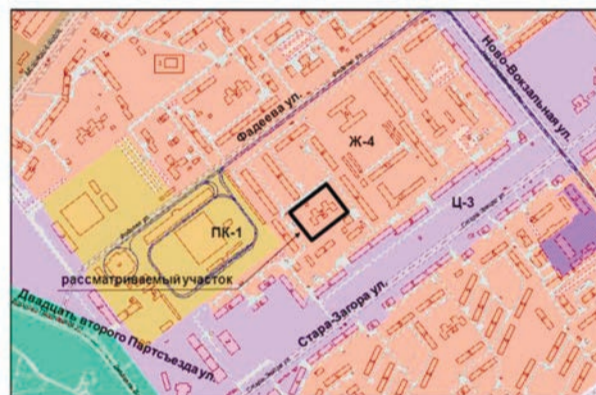 Ново-Вокзальная ул.
Фадеева ул.
Ж-4
Ц-3
ПК-1
рассматриваемый участок
Стара-Загора ул.
Двадцать второго Партсъезда ул.